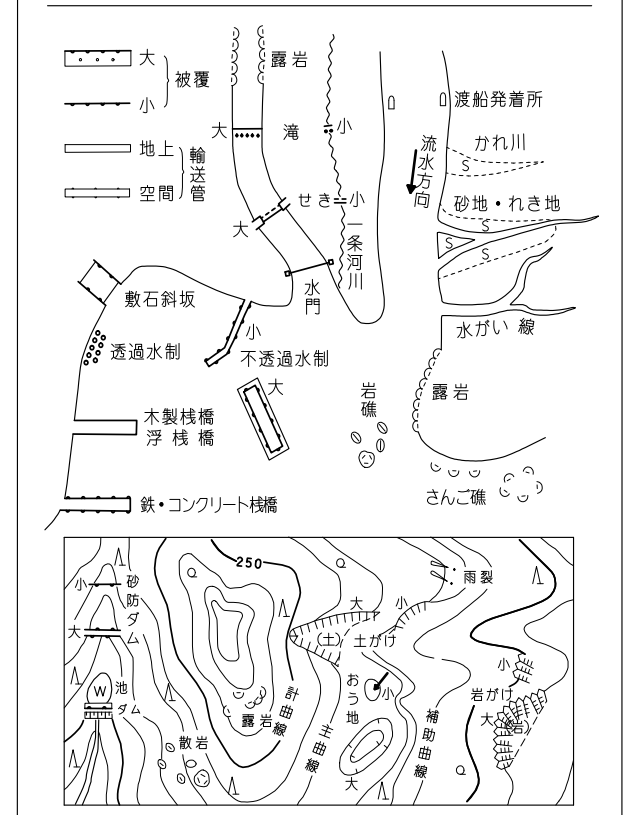 大
小
被覆
地上
空間
輸送管
露岩
大
滝
小
せき
小
大
一条河川
水門
渡船発着所
流水方向
かれ川
S
砂地・れき地
S
S
S
水がい線
露岩
さんご礁
岩礁
敷石斜坂
透過水制
小
不透過水制
大
木製桟橋
浮桟橋
鉄・コンクリート桟橋
小
砂防ダム
大
W
池
ダム
250
露岩
散岩
計曲線
主曲線
大
小
(土)
土がけ
おう地
小
大
補助曲線
雨裂
小
岩がけ
大
(岩)